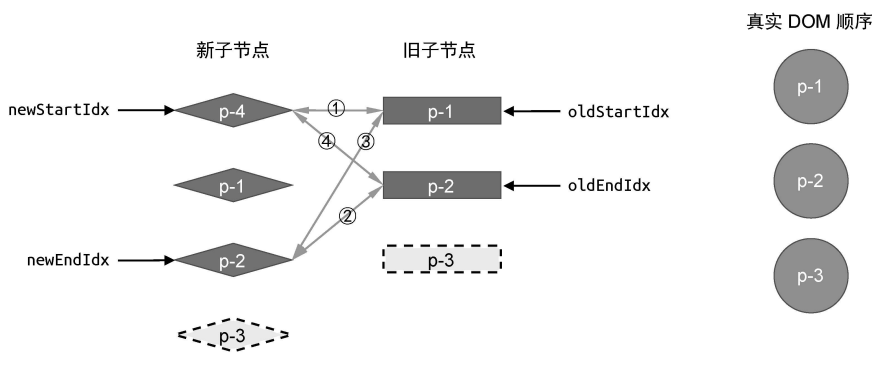 真实 DOM 顺序
新子节点
旧子节点
newStartIdx
p-4
①
p-1
oldStartIdx
p-1
④
③
p-1
p-2
oldEndIdx
p-2
②
newEndIdx
p-2
p-3
p-3
p-3